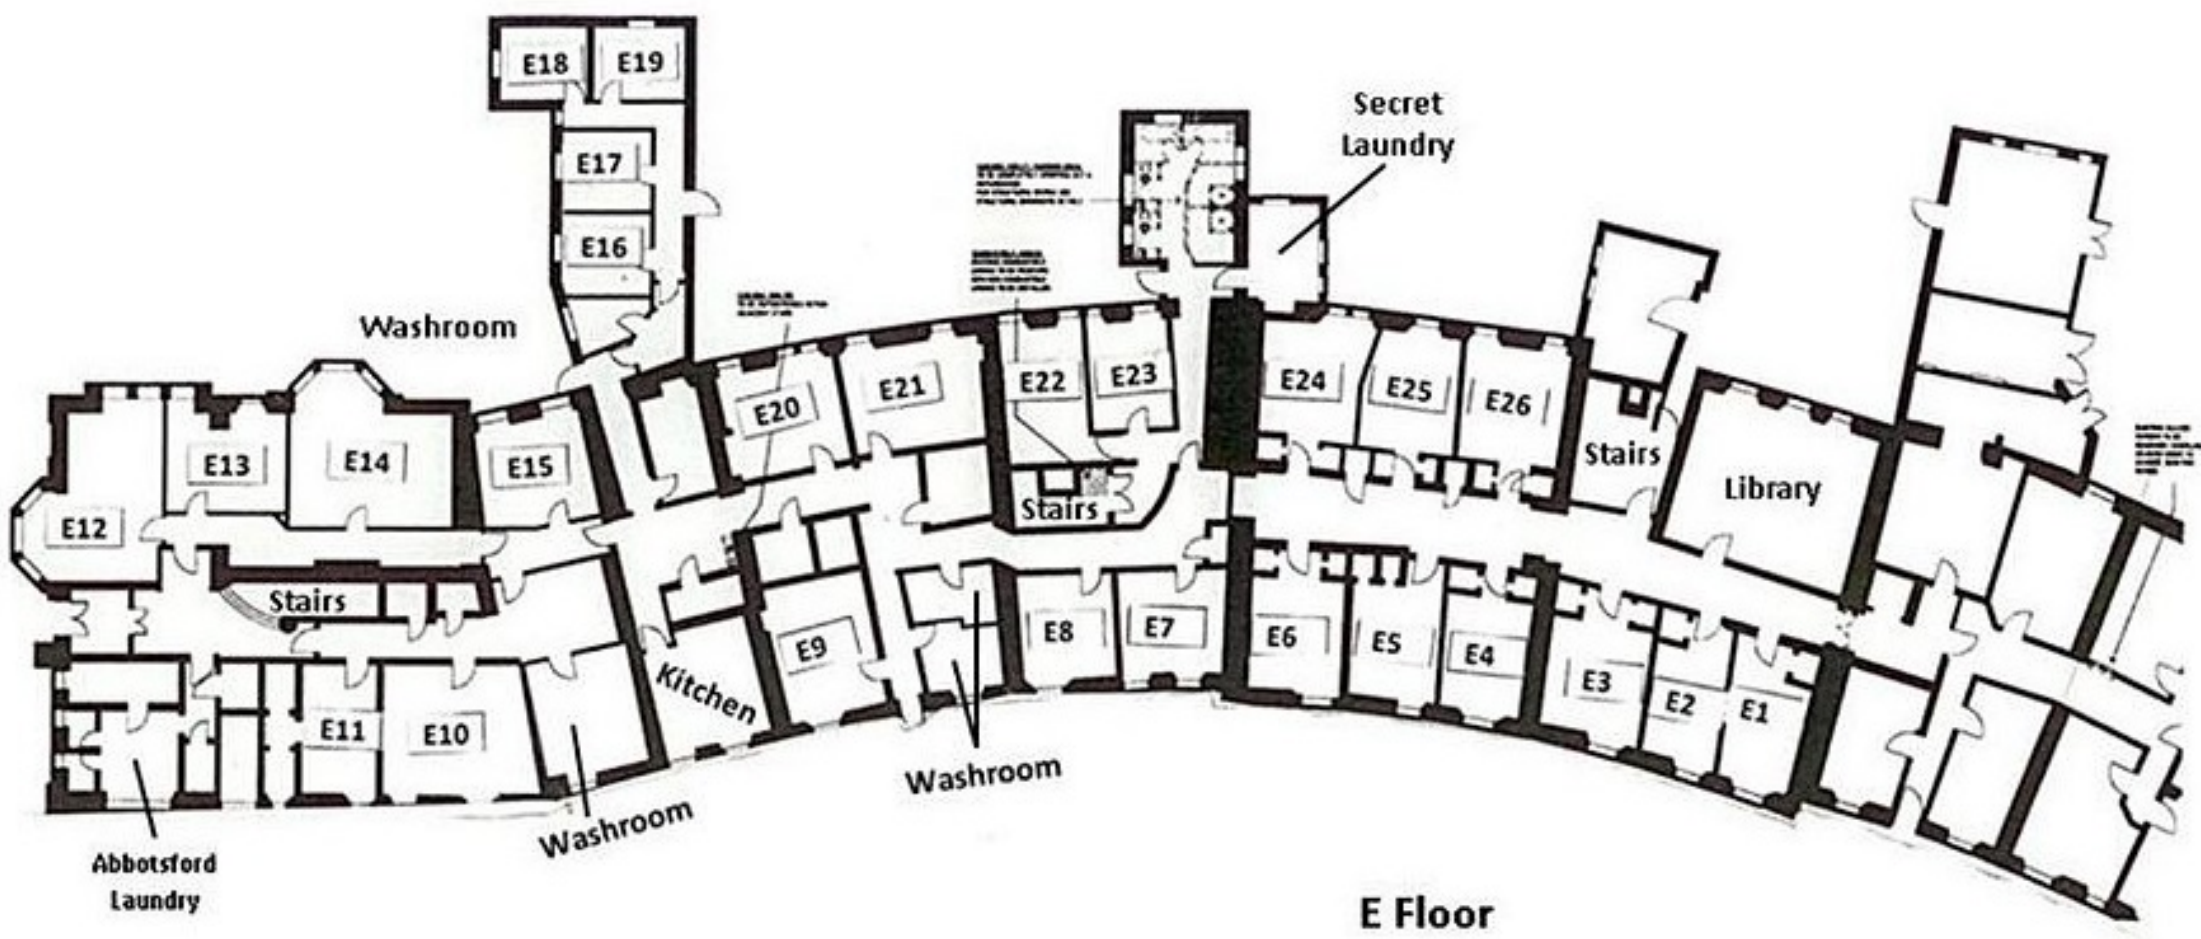 E18
E19
Secret
Laundry
E17
E16
Washroom
E20
E21
E22
E23
E24
E25
E26
E12
E13
E14
E15
Stairs
Stairs
Library
Stairs
E11
E10
Kitchen
E9
E8
E7
E6
E5
E4
E3
E2
E1
Washroom
Washroom
Abbotsford
Laundry
E Floor